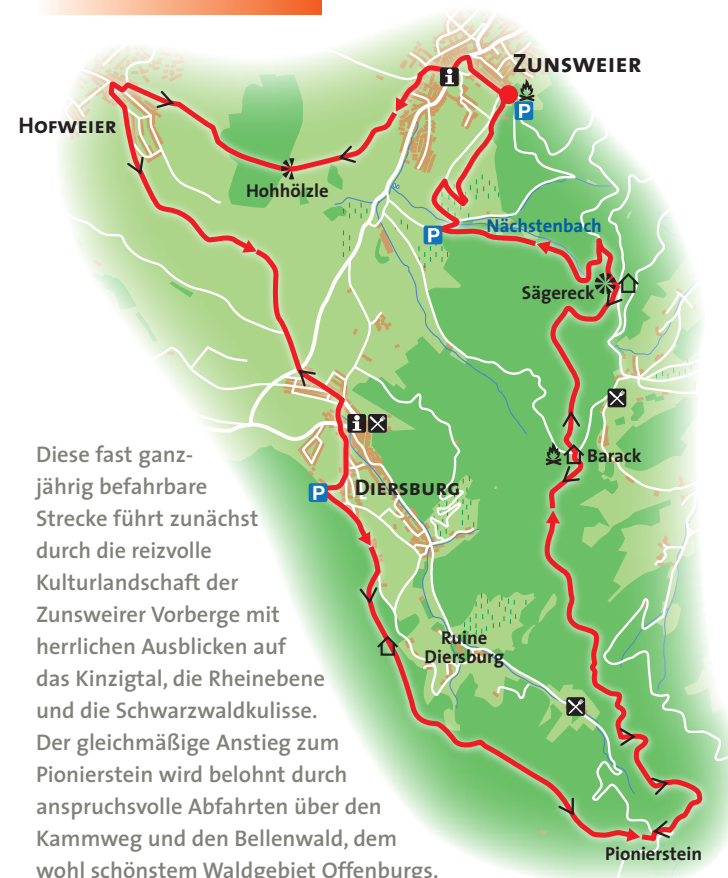 ZUNSWEIER
P
HOFWEIER
i
Hohhölzle
Nächstenbach
P
Sägereck
i
Barack
DIERSBURG
P
Ruine
Diersburg
Pionierstein
Diese fast ganz-
jährig befahrbare
Strecke führt zunächst
durch die reizvolle
Kulturlandschaft der
Zunsweirer Vorberge mit
herrlichen Ausblicken auf
das Kinzigtal, die Rheinebene
und die Schwarzwaldkulisse.
Der gleichmäßige Anstieg zum
Pionierstein wird belohnt durch
anspruchsvolle Abfahrten über den
Kammweg und den Bellenwald, dem
wohl schönstem Waldgebiet Offenburgs.